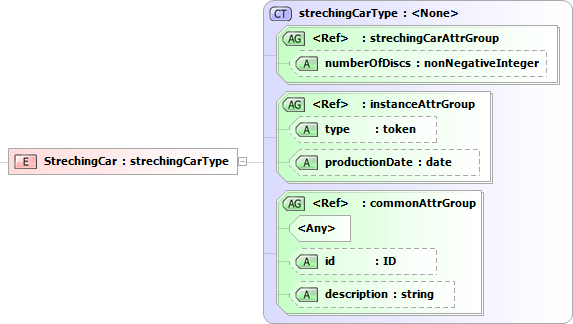 CT strechingCarType : <None>
AG <Ref> : strechingCarAttrGroup
A numberOfDiscs : nonNegativeInteger
AG <Ref> : instanceAttrGroup
A type : token
E StrechingCar : strechingCarType
A productionDate : date
AG <Ref> : commonAttrGroup
<Any>
A id : ID
A description : string